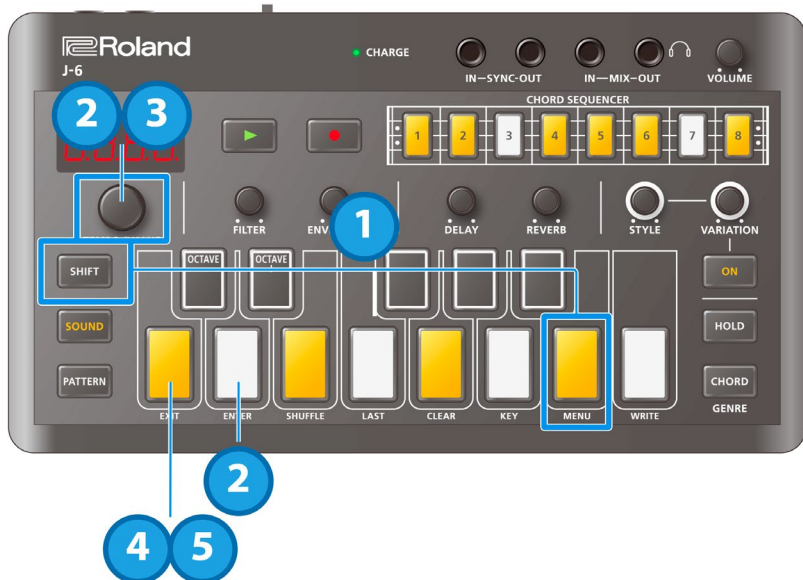 Roland
J-6
CHARGE
IN-SYNC-OUT
IN-MIX-OUT
VOLUME
CHORD SEQUENCER
1 2 3 4 5 6 7 8
2 3
FILTER
ENV
1
DELAY
REVERB
STYLE
VARIATION
SHIFT
OCTAVE
OCTAVE
ON
SOUND
HOLD
PATTERN
CHORD
EXIT
ENTER
SHUFFLE
LAST
CLEAR
KEY
MENU
WRITE
GENRE
2
4 5